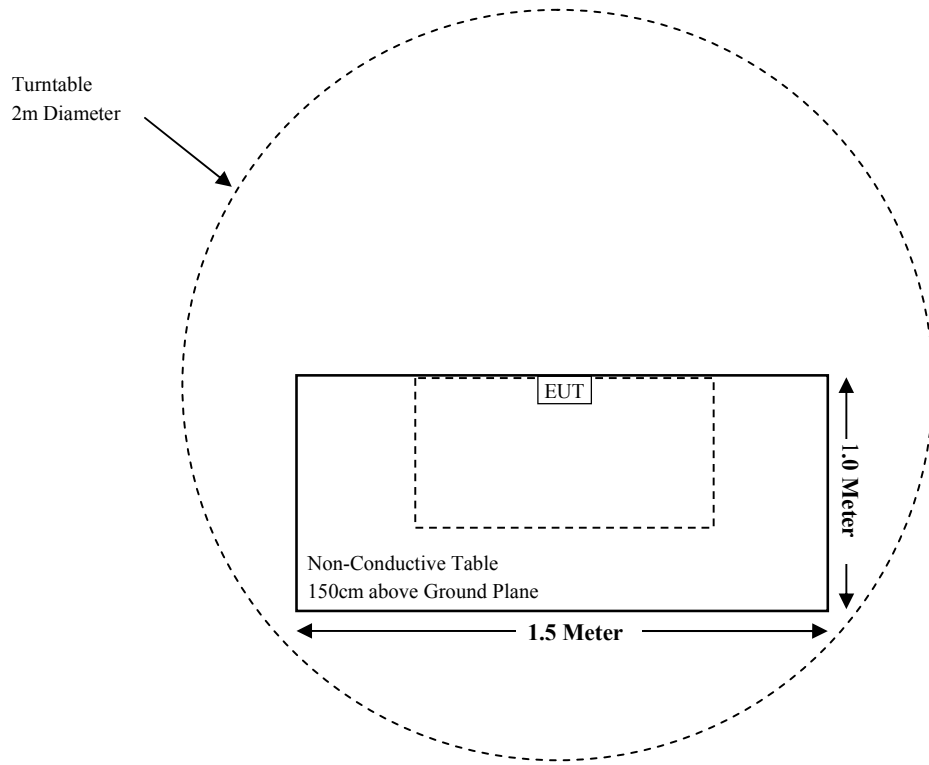 Turntable
2m Diameter
EUT
1.0 Meter
Non-Conductive Table
150cm above Ground Plane
1.5 Meter